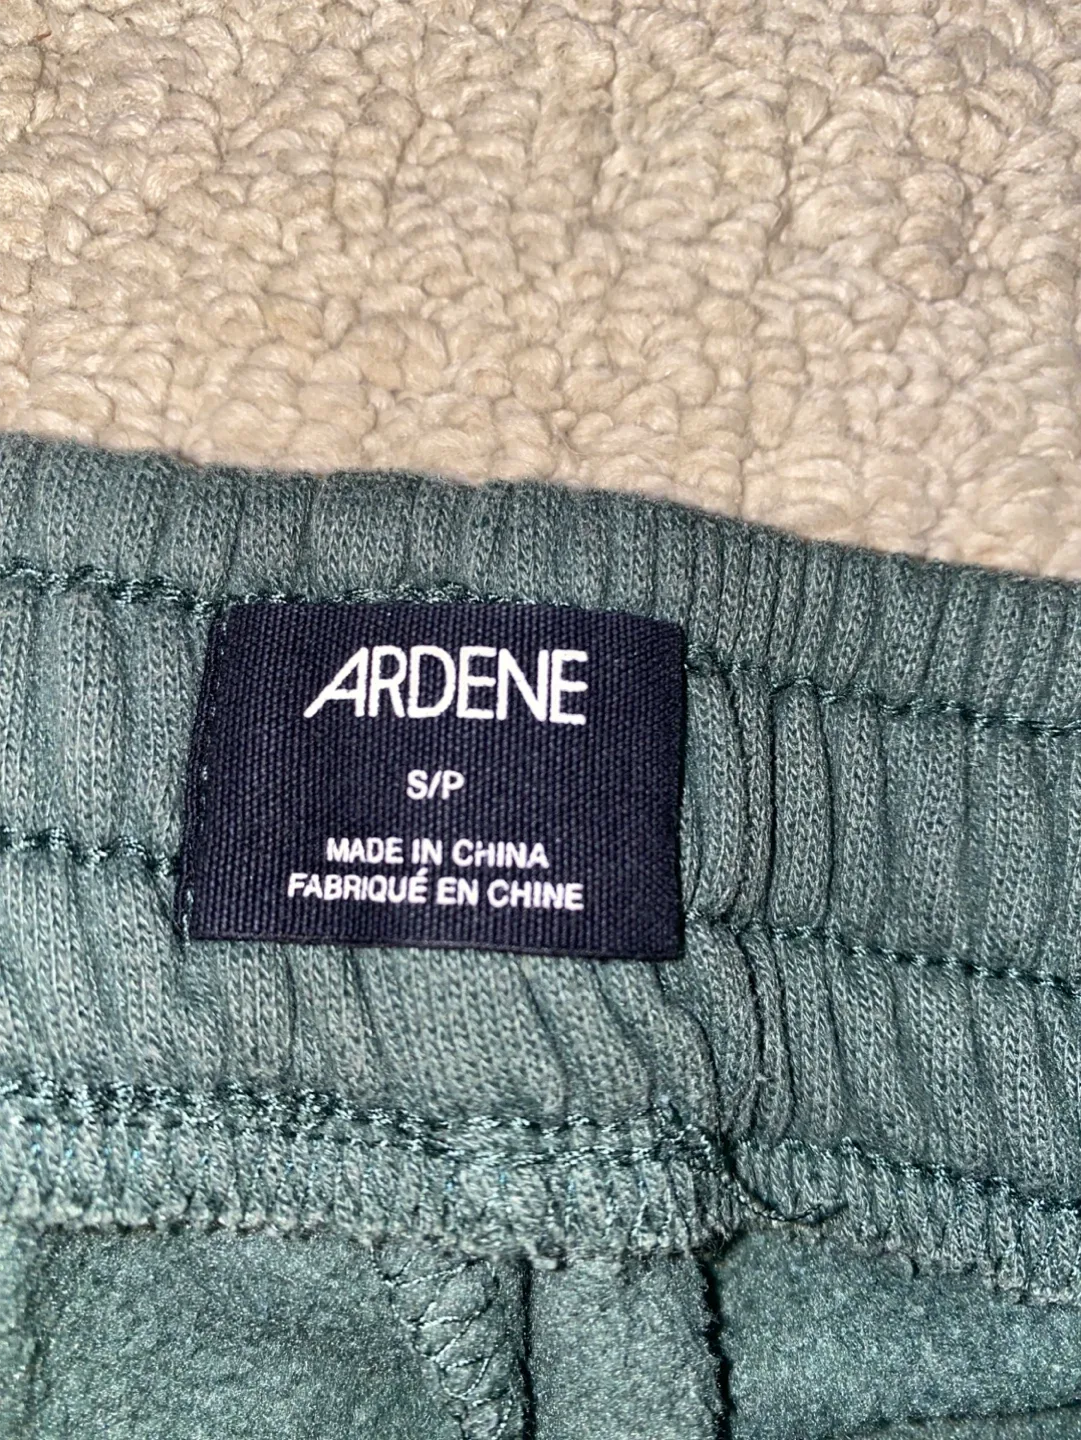 ARDENE
S/P
MADE IN CHINA
FABRIQUÉ EN CHINE